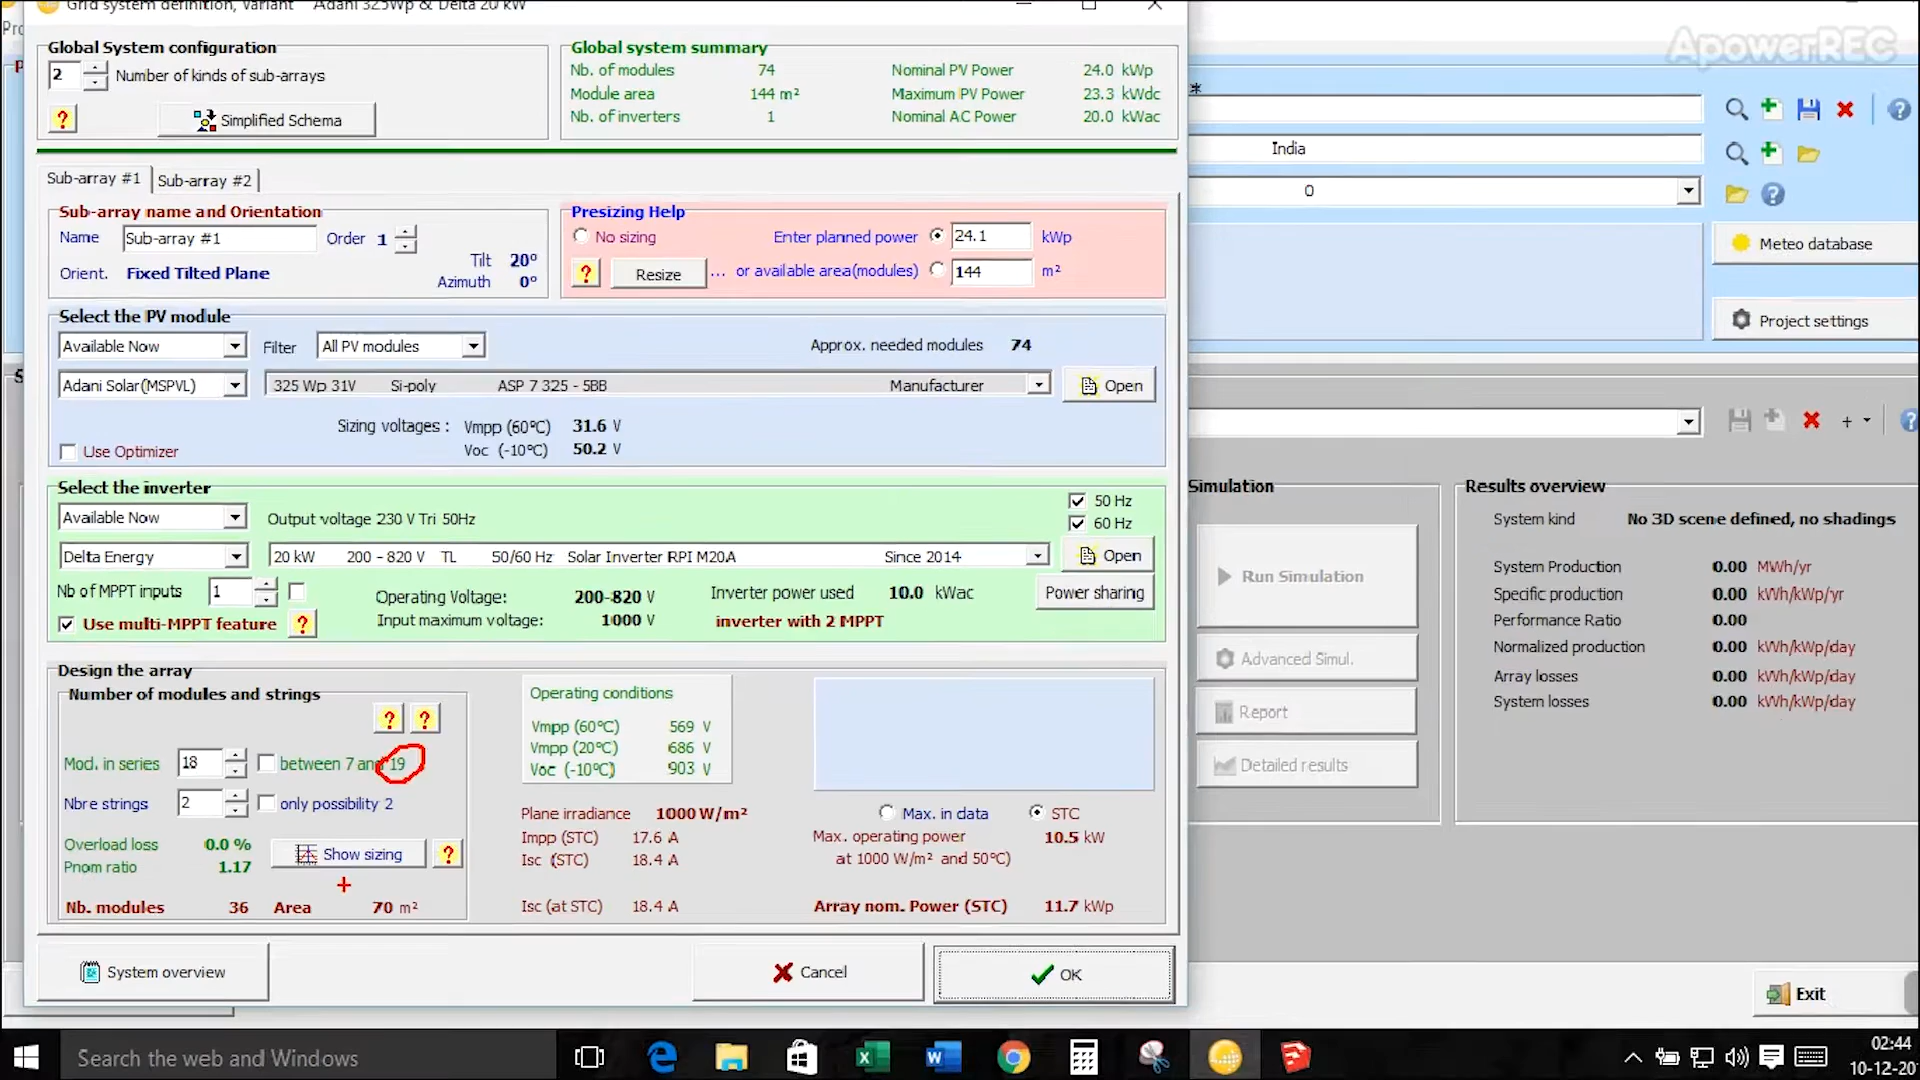 Grid system definition, Variant "Adani 325Wp & Delta 20 kW"
ApowerREC
Global System configuration
2 Number of kinds of sub-arrays
? Simplified Schema
Global system summary
Nb. of modules 74 Nominal PV Power 24.0 kWp
Module area 144 m² Maximum PV Power 23.3 kWdc
Nb. of inverters 1 Nominal AC Power 20.0 kWac
*
India
0
Meteo database
Project settings
Sub-array #1 Sub-array #2
Sub-array name and Orientation
Name Sub-array #1 Order 1
Tilt 20°
Orient. Fixed Tilted Plane Azimuth 0°
Presizing Help
No sizing Enter planned power 24.1 kWp
? Resize ... or available area(modules) 144 m²
Select the PV module
Available Now Filter All PV modules Approx. needed modules 74
Adani Solar(MSPVL) 325 Wp 31V Si-poly ASP 7 325 - 5BB Manufacturer Open
Sizing voltages : Vmpp (60°C) 31.6 V
Use Optimizer Voc (-10°C) 50.2 V
Select the inverter
50 Hz
Available Now Output voltage 230 V Tri 50Hz
60 Hz
Delta Energy 20 kW 200 - 820 V TL 50/60 Hz Solar Inverter RPI M20A Since 2014 Open
Nb of MPPT inputs 1 Operating Voltage: 200-820 V Inverter power used 10.0 kWac Power sharing
Use multi-MPPT feature ? Input maximum voltage: 1000 V inverter with 2 MPPT
Design the array
Number of modules and strings
? ?
Mod. in series 18 between 7 and 19
Nbre strings 2 only possibility 2
Overload loss 0.0 %
Pnom ratio 1.17
Show sizing ?
Nb. modules 36 Area 70 m²
Operating conditions
Vmpp (60°C) 569 V
Vmpp (20°C) 686 V
Voc (-10°C) 903 V
Plane irradiance 1000 W/m²
Impp (STC) 17.6 A
Isc (STC) 18.4 A
Isc (at STC) 18.4 A
Max. in data STC
Max. operating power 10.5 kW
at 1000 W/m² and 50°C)
Array nom. Power (STC) 11.7 kWp
System overview Cancel OK
Simulation
Run Simulation
Advanced Simul.
Report
Detailed results
Results overview
System kind No 3D scene defined, no shadings
System Production 0.00 MWh/yr
Specific production 0.00 kWh/kWp/yr
Performance Ratio 0.00
Normalized production 0.00 kWh/kWp/day
Array losses 0.00 kWh/kWp/day
System losses 0.00 kWh/kWp/day
Exit
Search the web and Windows
02:44